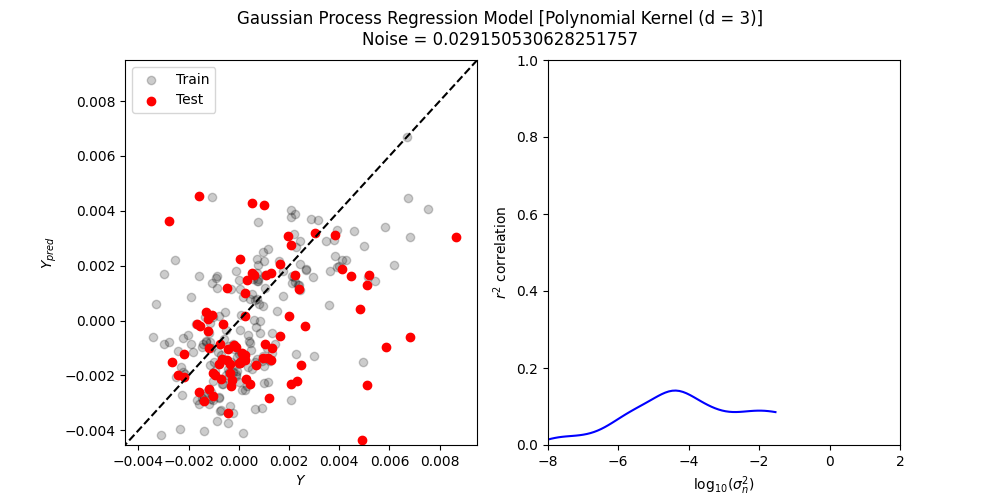 Gaussian Process Regression Model [Polynomial Kernel (d = 3)]
Noise = 0.029150530628251757
Train
Test
0.008
0.006
0.004
0.002
0.000
−0.002
−0.004
Y_pred
−0.004 −0.002 0.000 0.002 0.004 0.006 0.008
Y
1.0
0.8
0.6
0.4
0.2
0.0
r² correlation
−8 −6 −4 −2 0 2
log₁₀(σₙ²)